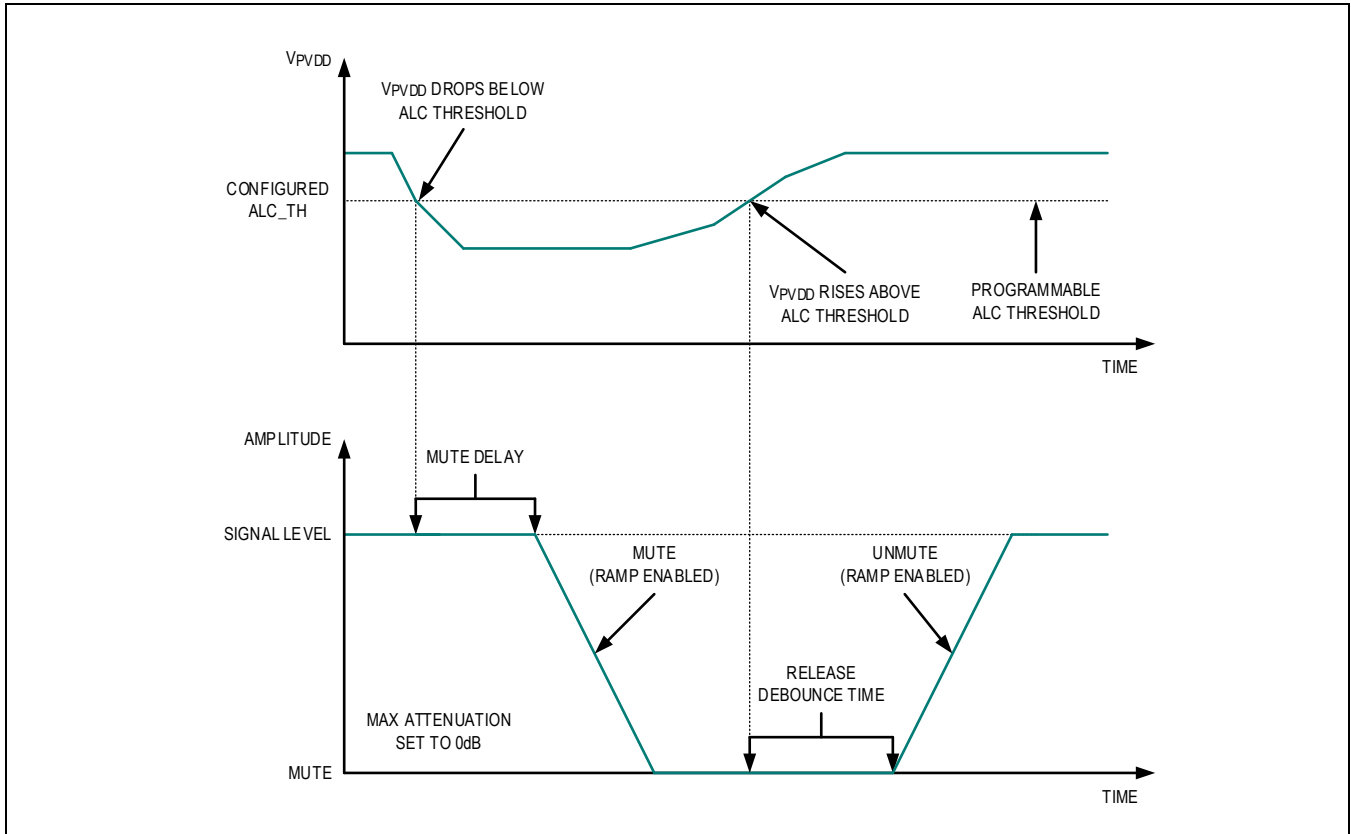 VPVDD
VPVDD DROPS BELOW
ALC THRESHOLD
CONFIGURED
ALC_TH
VPVDD RISES ABOVE
ALC THRESHOLD
PROGRAMMABLE
ALC THRESHOLD
TIME
AMPLITUDE
MUTE DELAY
SIGNAL LEVEL
MUTE
(RAMP ENABLED)
UNMUTE
(RAMP ENABLED)
RELEASE
DEBOUNCE TIME
MAX ATTENUATION
SET TO 0dB
MUTE
TIME